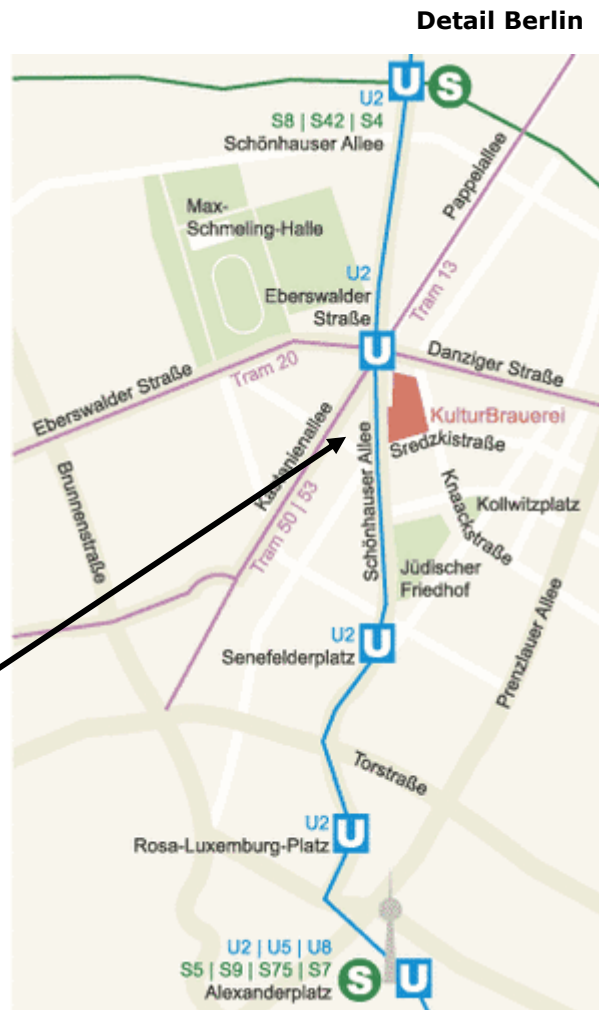 Detail Berlin
U S
U2
S8 | S42 | S4
Schönhauser Allee
Pappelallee
Max-
Schmeling-Halle
U2
Eberswalder
Straße
Tram 13
U
Danziger Straße
Tram 20
Eberswalder Straße
KulturBrauerei
Sredzkistraße
Kastanienallee
Schönhauser Allee
Brunnenstraße
Tram 50 | 53
Knaackstraße
Kollwitzplatz
Jüdischer
Friedhof
Prenzlauer Allee
U2
Senefelderplatz
U
Torstraße
U2
Rosa-Luxemburg-Platz
U
U2 | U5 | U8
S5 | S9 | S75 | S7
Alexanderplatz
S U